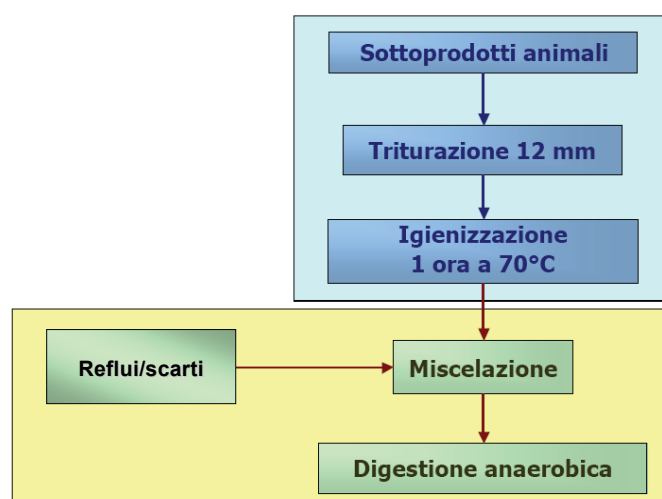 Sottoprodotti animali
Triturazione 12 mm
Igienizzazione
1 ora a 70°C
Reflui/scarti
Miscelazione
Digestione anaerobica